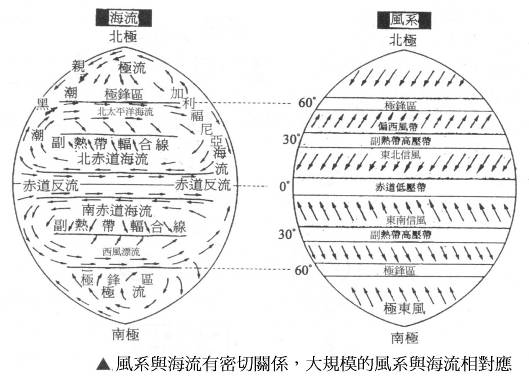 海流
北極
親潮
極流
極鋒區
加利福尼亞海流
黑潮
北太平洋海流
副熱帶輻合線
北赤道海流
赤道反流
赤道反流
南赤道海流
副熱帶輻合線
西風漂流
極鋒區
極流
南極
60°
30°
0°
30°
60°
風系
北極
極鋒區
偏西風帶
副熱帶高壓帶
東北信風
赤道低壓帶
東南信風
副熱帶高壓帶
極鋒區
極東風
南極
▲風系與海流有密切關係，大規模的風系與海流相對應